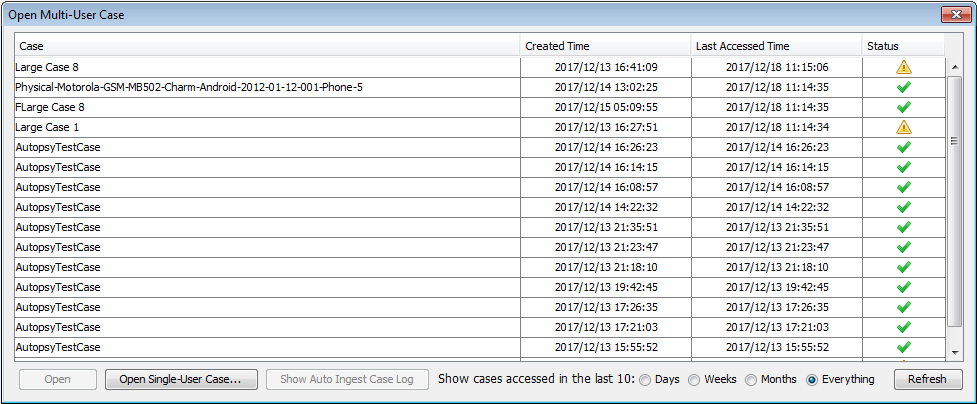 Open Multi-User Case
Case Created Time Last Accessed Time Status
Large Case 8 2017/12/13 16:41:09 2017/12/18 11:15:06
Physical-Motorola-GSM-MB502-Charm-Android-2012-01-12-001-Phone-5 2017/12/14 13:02:25 2017/12/18 11:14:35
FLarge Case 8 2017/12/15 05:09:55 2017/12/18 11:14:35
Large Case 1 2017/12/13 16:27:51 2017/12/18 11:14:34
AutopsyTestCase 2017/12/14 16:26:23 2017/12/14 16:26:23
AutopsyTestCase 2017/12/14 16:14:15 2017/12/14 16:14:15
AutopsyTestCase 2017/12/14 16:08:57 2017/12/14 16:08:57
AutopsyTestCase 2017/12/14 14:22:32 2017/12/14 14:22:32
AutopsyTestCase 2017/12/13 21:35:51 2017/12/13 21:35:51
AutopsyTestCase 2017/12/13 21:23:47 2017/12/13 21:23:47
AutopsyTestCase 2017/12/13 21:18:10 2017/12/13 21:18:10
AutopsyTestCase 2017/12/13 19:42:45 2017/12/13 19:42:45
AutopsyTestCase 2017/12/13 17:26:35 2017/12/13 17:26:35
AutopsyTestCase 2017/12/13 17:21:03 2017/12/13 17:21:03
AutopsyTestCase 2017/12/13 15:55:52 2017/12/13 15:55:52
Open Open Single-User Case... Show Auto Ingest Case Log Show cases accessed in the last 10: Days Weeks Months Everything Refresh